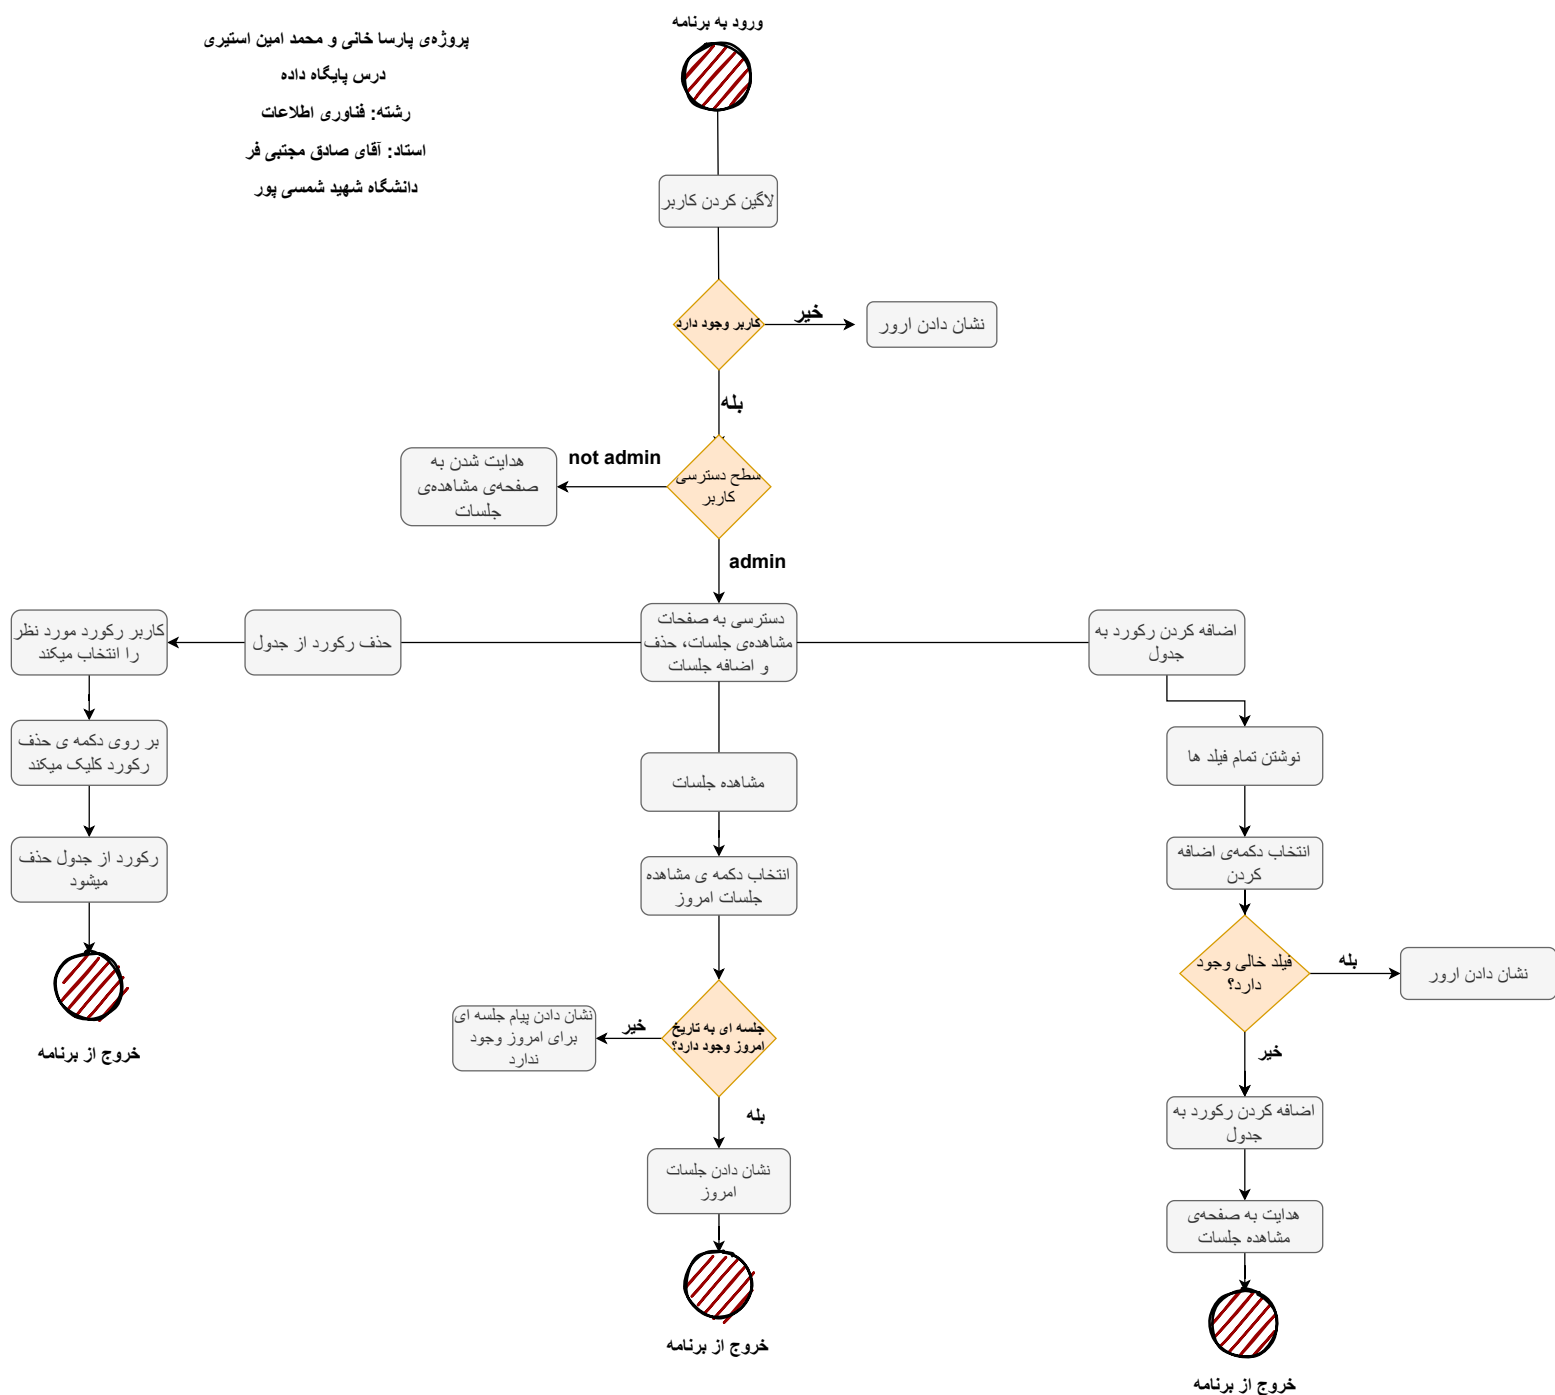 پروژه‌ی پارسا خانی و محمد امین استیری
درس پایگاه داده
رشته: فناوری اطلاعات
استاد: آقای صادق مجتبی فر
دانشگاه شهید شمسی پور
ورود به برنامه
لاگین کردن کاربر
کاربر وجود دارد
خیر
نشان دادن ارور
بله
سطح دسترسی
کاربر
not admin
هدایت شدن به
صفحه‌ی مشاهده‌ی
جلسات
admin
دسترسی به صفحات
مشاهده‌ی جلسات، حذف
و اضافه جلسات
حذف رکورد از جدول
کاربر رکورد مورد نظر
را انتخاب میکند
بر روی دکمه ی حذف
رکورد کلیک میکند
رکورد از جدول حذف
میشود
خروج از برنامه
مشاهده جلسات
انتخاب دکمه ی مشاهده
جلسات امروز
جلسه ای به تاریخ
امروز وجود دارد؟
خیر
نشان دادن پیام جلسه ای
برای امروز وجود
ندارد
بله
نشان دادن جلسات
امروز
خروج از برنامه
اضافه کردن رکورد به
جدول
نوشتن تمام فیلد ها
انتخاب دکمه‌ی اضافه
کردن
فیلد خالی وجود
دارد؟
بله
نشان دادن ارور
خیر
اضافه کردن رکورد به
جدول
هدایت به صفحه‌ی
مشاهده جلسات
خروج از برنامه